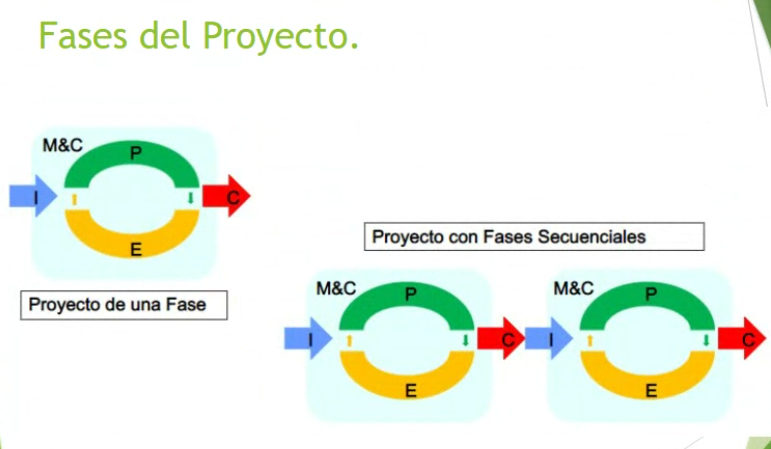 Fases del Proyecto.
M&C
P
I
C
E
Proyecto de una Fase
Proyecto con Fases Secuenciales
M&C
P
I
C
E
M&C
P
I
C
E